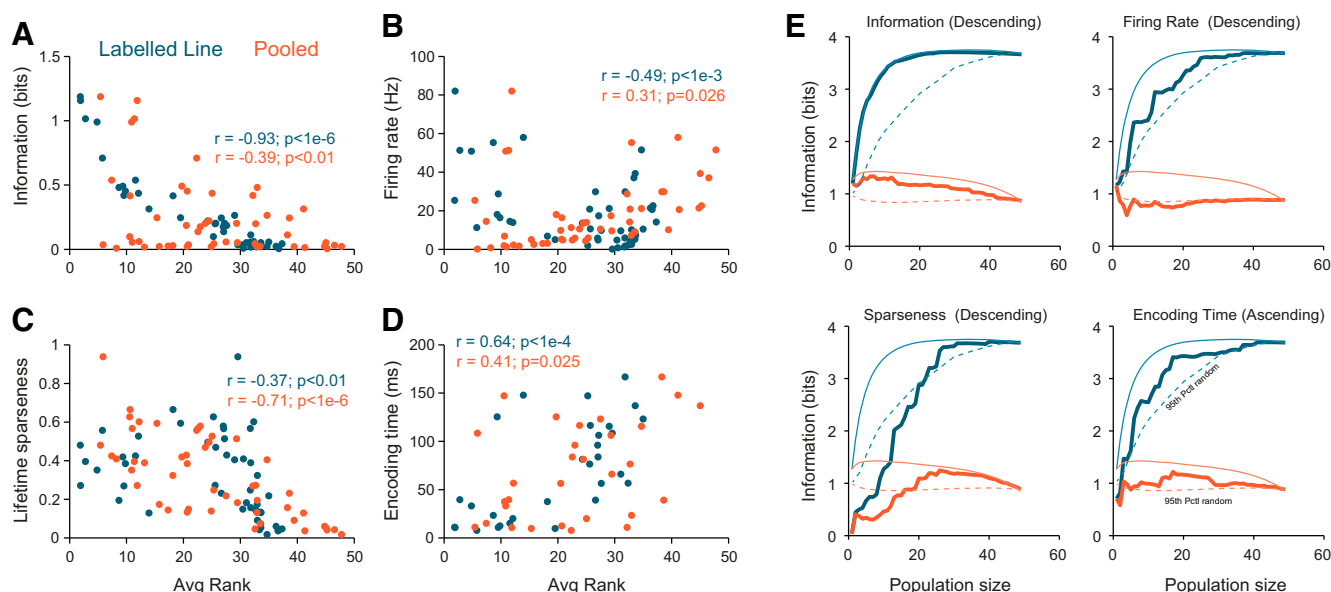 A
Labelled Line
Pooled
Information (bits)
1.5
1
0.5
0
r = -0.93; p<1e-6
r = -0.39; p<0.01
0 10 20 30 40 50
B
Firing rate (Hz)
100
80
60
40
20
0
r = -0.49; p<1e-3
r = 0.31; p=0.026
0 10 20 30 40 50
C
Lifetime sparseness
1
0.8
0.6
0.4
0.2
0
r = -0.37; p<0.01
r = -0.71; p<1e-6
0 10 20 30 40 50
Avg Rank
D
Encoding time (ms)
200
150
100
50
0
r = 0.64; p<1e-4
r = 0.41; p=0.025
0 10 20 30 40 50
Avg Rank
E
Information (Descending)
Information (bits)
4
3
2
1
0
0 20 40 60
Firing Rate (Descending)
4
3
2
1
0
0 20 40 60
Sparseness (Descending)
Information (bits)
4
3
2
1
0
0 20 40 60
Population size
Encoding Time (Ascending)
4
3
2
1
0
95th Pctl random
95th Pctl random
0 20 40 60
Population size